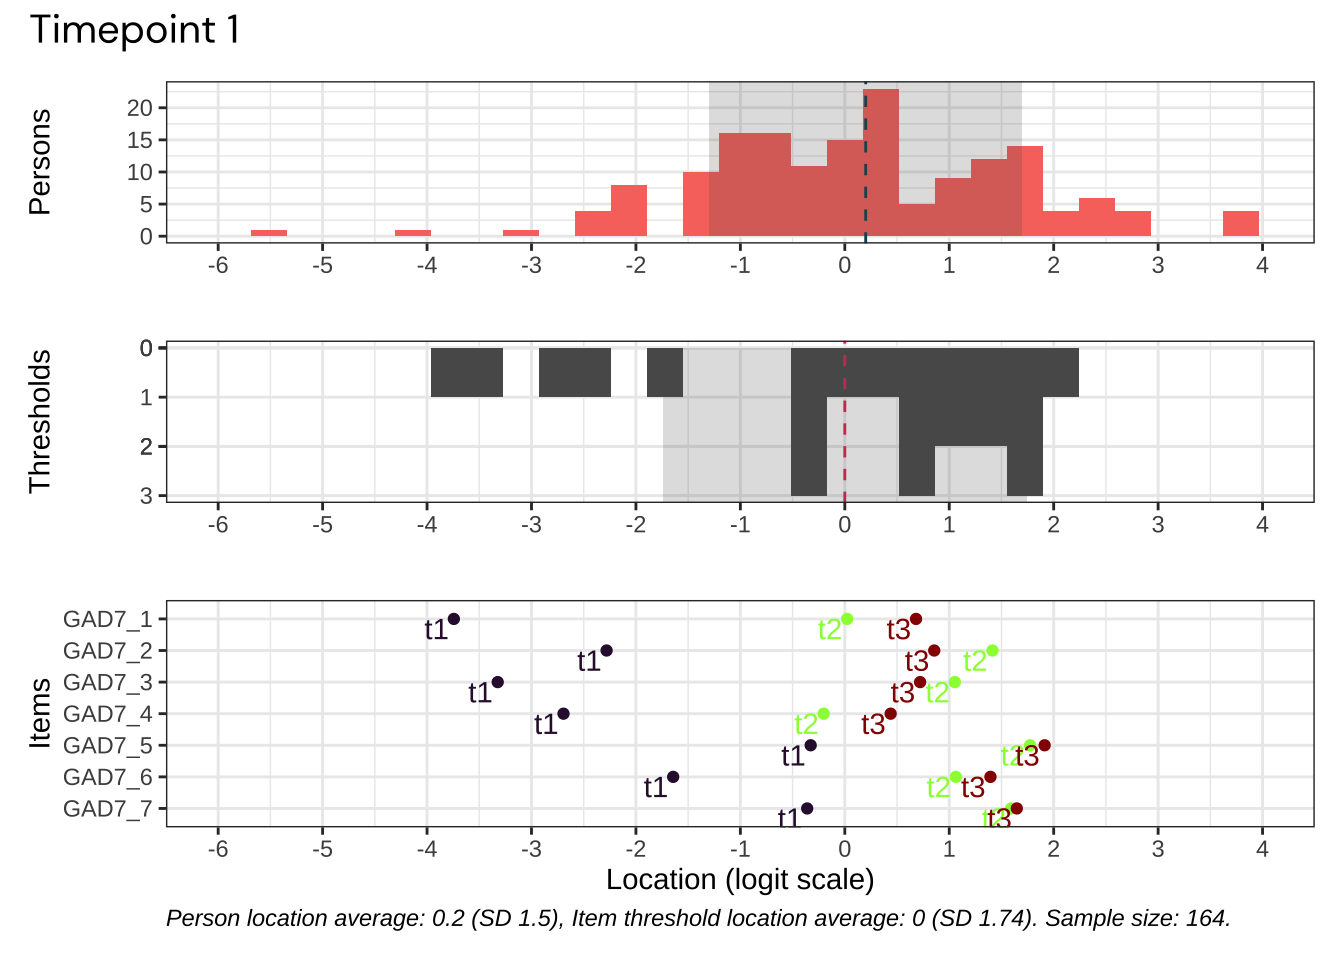 Timepoint 1
Persons
20
15
10
5
0
-6 -5 -4 -3 -2 -1 0 1 2 3 4
Thresholds
0
1
2
3
-6 -5 -4 -3 -2 -1 0 1 2 3 4
Items
GAD7_1 t1 t2 t3
GAD7_2 t1 t3 t2
GAD7_3 t1 t3 t2
GAD7_4 t1 t2 t3
GAD7_5 t1 t2 t3
GAD7_6 t1 t2 t3
GAD7_7 t1 t2 t3
-6 -5 -4 -3 -2 -1 0 1 2 3 4
Location (logit scale)
Person location average: 0.2 (SD 1.5), Item threshold location average: 0 (SD 1.74). Sample size: 164.